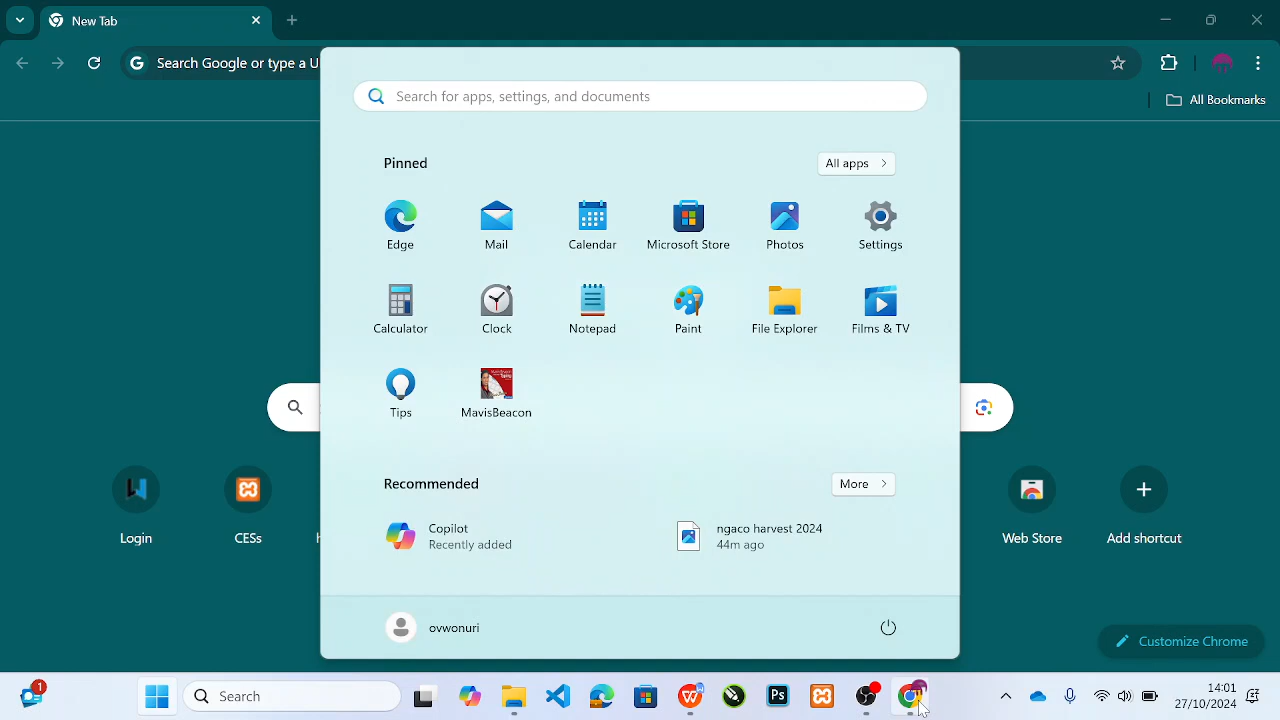 New Tab
Search Google or type a U
All Bookmarks
Search for apps, settings, and documents
Pinned
All apps
Edge
Mail
Calendar
Microsoft Store
Photos
Settings
Calculator
Clock
Notepad
Paint
File Explorer
Films & TV
Tips
MavisBeacon
Recommended
More
Copilot
Recently added
ngaco harvest 2024
44m ago
Login
CESs
h
Web Store
Add shortcut
ovwonuri
Customize Chrome
1
Search
W
Ps
14:01
27/10/2024